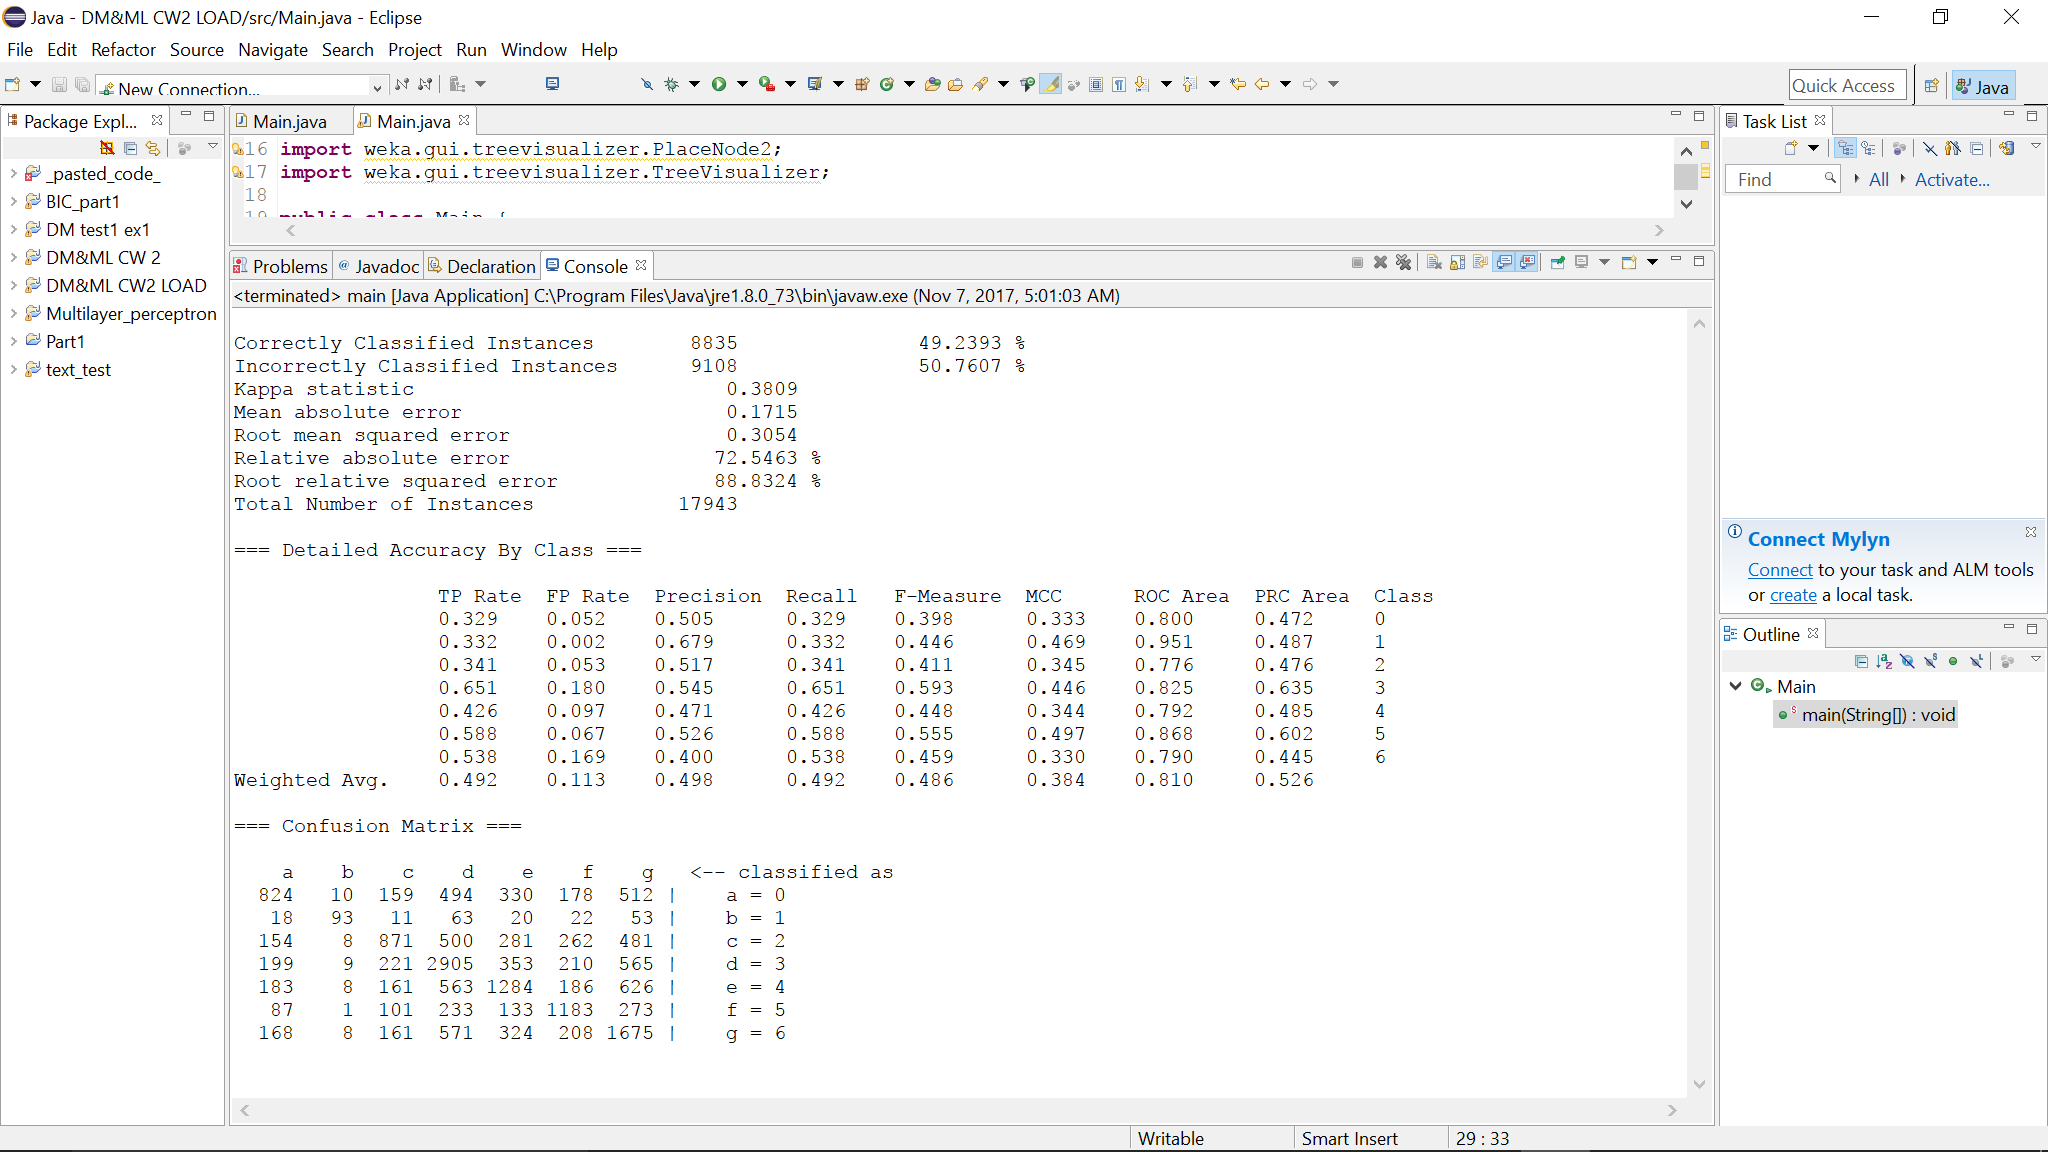 Java - DM&ML CW2 LOAD/src/Main.java - Eclipse
File Edit Refactor Source Navigate Search Project Run Window Help
New Connection...
Quick Access
Java
Package Expl...
_pasted_code_
BIC_part1
DM test1 ex1
DM&ML CW 2
DM&ML CW2 LOAD
Multilayer_perceptron
Part1
text_test
Main.java Main.java
16 import weka.gui.treevisualizer.PlaceNode2;
17 import weka.gui.treevisualizer.TreeVisualizer;
18
19 public class Main {
Problems @ Javadoc Declaration Console
<terminated> main [Java Application] C:\Program Files\Java\jre1.8.0_73\bin\javaw.exe (Nov 7, 2017, 5:01:03 AM)
Correctly Classified Instances 8835 49.2393 %
Incorrectly Classified Instances 9108 50.7607 %
Kappa statistic 0.3809
Mean absolute error 0.1715
Root mean squared error 0.3054
Relative absolute error 72.5463 %
Root relative squared error 88.8324 %
Total Number of Instances 17943
=== Detailed Accuracy By Class ===
TP Rate FP Rate Precision Recall F-Measure MCC ROC Area PRC Area Class
0.329 0.052 0.505 0.329 0.398 0.333 0.800 0.472 0
0.332 0.002 0.679 0.332 0.446 0.469 0.951 0.487 1
0.341 0.053 0.517 0.341 0.411 0.345 0.776 0.476 2
0.651 0.180 0.545 0.651 0.593 0.446 0.825 0.635 3
0.426 0.097 0.471 0.426 0.448 0.344 0.792 0.485 4
0.588 0.067 0.526 0.588 0.555 0.497 0.868 0.602 5
0.538 0.169 0.400 0.538 0.459 0.330 0.790 0.445 6
Weighted Avg. 0.492 0.113 0.498 0.492 0.486 0.384 0.810 0.526
=== Confusion Matrix ===
a b c d e f g <-- classified as
824 10 159 494 330 178 512 | a = 0
18 93 11 63 20 22 53 | b = 1
154 8 871 500 281 262 481 | c = 2
199 9 221 2905 353 210 565 | d = 3
183 8 161 563 1284 186 626 | e = 4
87 1 101 233 133 1183 273 | f = 5
168 8 161 571 324 208 1675 | g = 6
Task List
Find All Activate...
Connect Mylyn
Connect to your task and ALM tools
or create a local task.
Outline
Main
main(String[]) : void
Writable Smart Insert 29 : 33